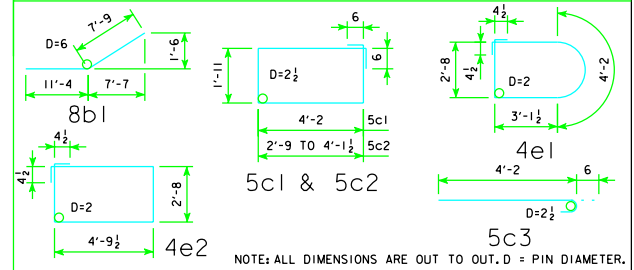 7'-9
D=6
1'-6
11'-4
7'-7
8b1
6
6
1'-11
D=2½
4'-2
5c1
2'-9 TO 4'-1½
5c2
5c1 & 5c2
4½
4½
2'-8
D=2
4'-2
3'-1½
4e1
4½
4½
D=2
2'-8
4'-9½
4e2
4'-2
6
D=2½
5c3
NOTE: ALL DIMENSIONS ARE OUT TO OUT. D = PIN DIAMETER.